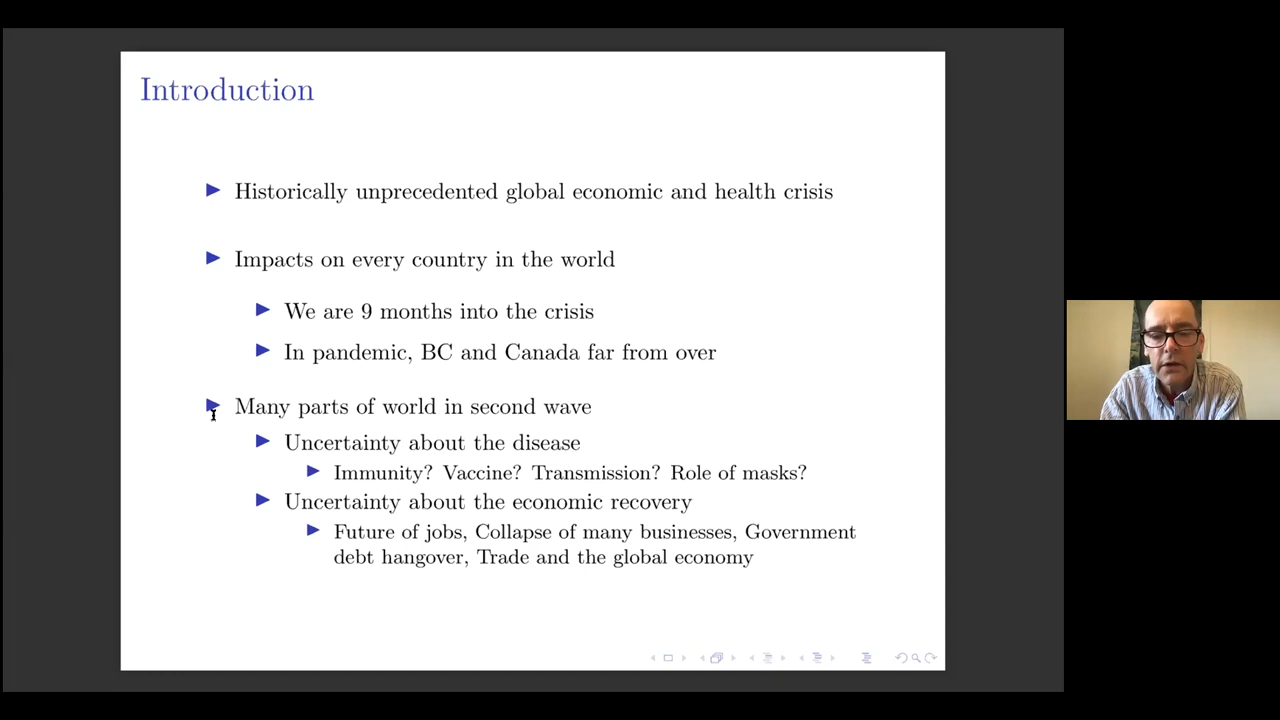 Introduction
Historically unprecedented global economic and health crisis
Impacts on every country in the world
We are 9 months into the crisis
In pandemic, BC and Canada far from over
Many parts of world in second wave
Uncertainty about the disease
Immunity? Vaccine? Transmission? Role of masks?
Uncertainty about the economic recovery
Future of jobs, Collapse of many businesses, Government
debt hangover, Trade and the global economy